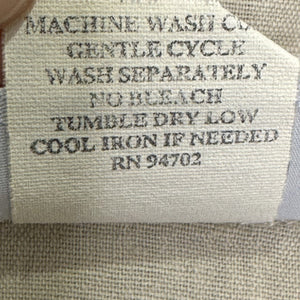 MACHINE WASH
GENTLE CYCLE
WASH SEPARATELY
NO BLEACH
TUMBLE DRY LOW
COOL IRON IF NEEDED
RN 94702